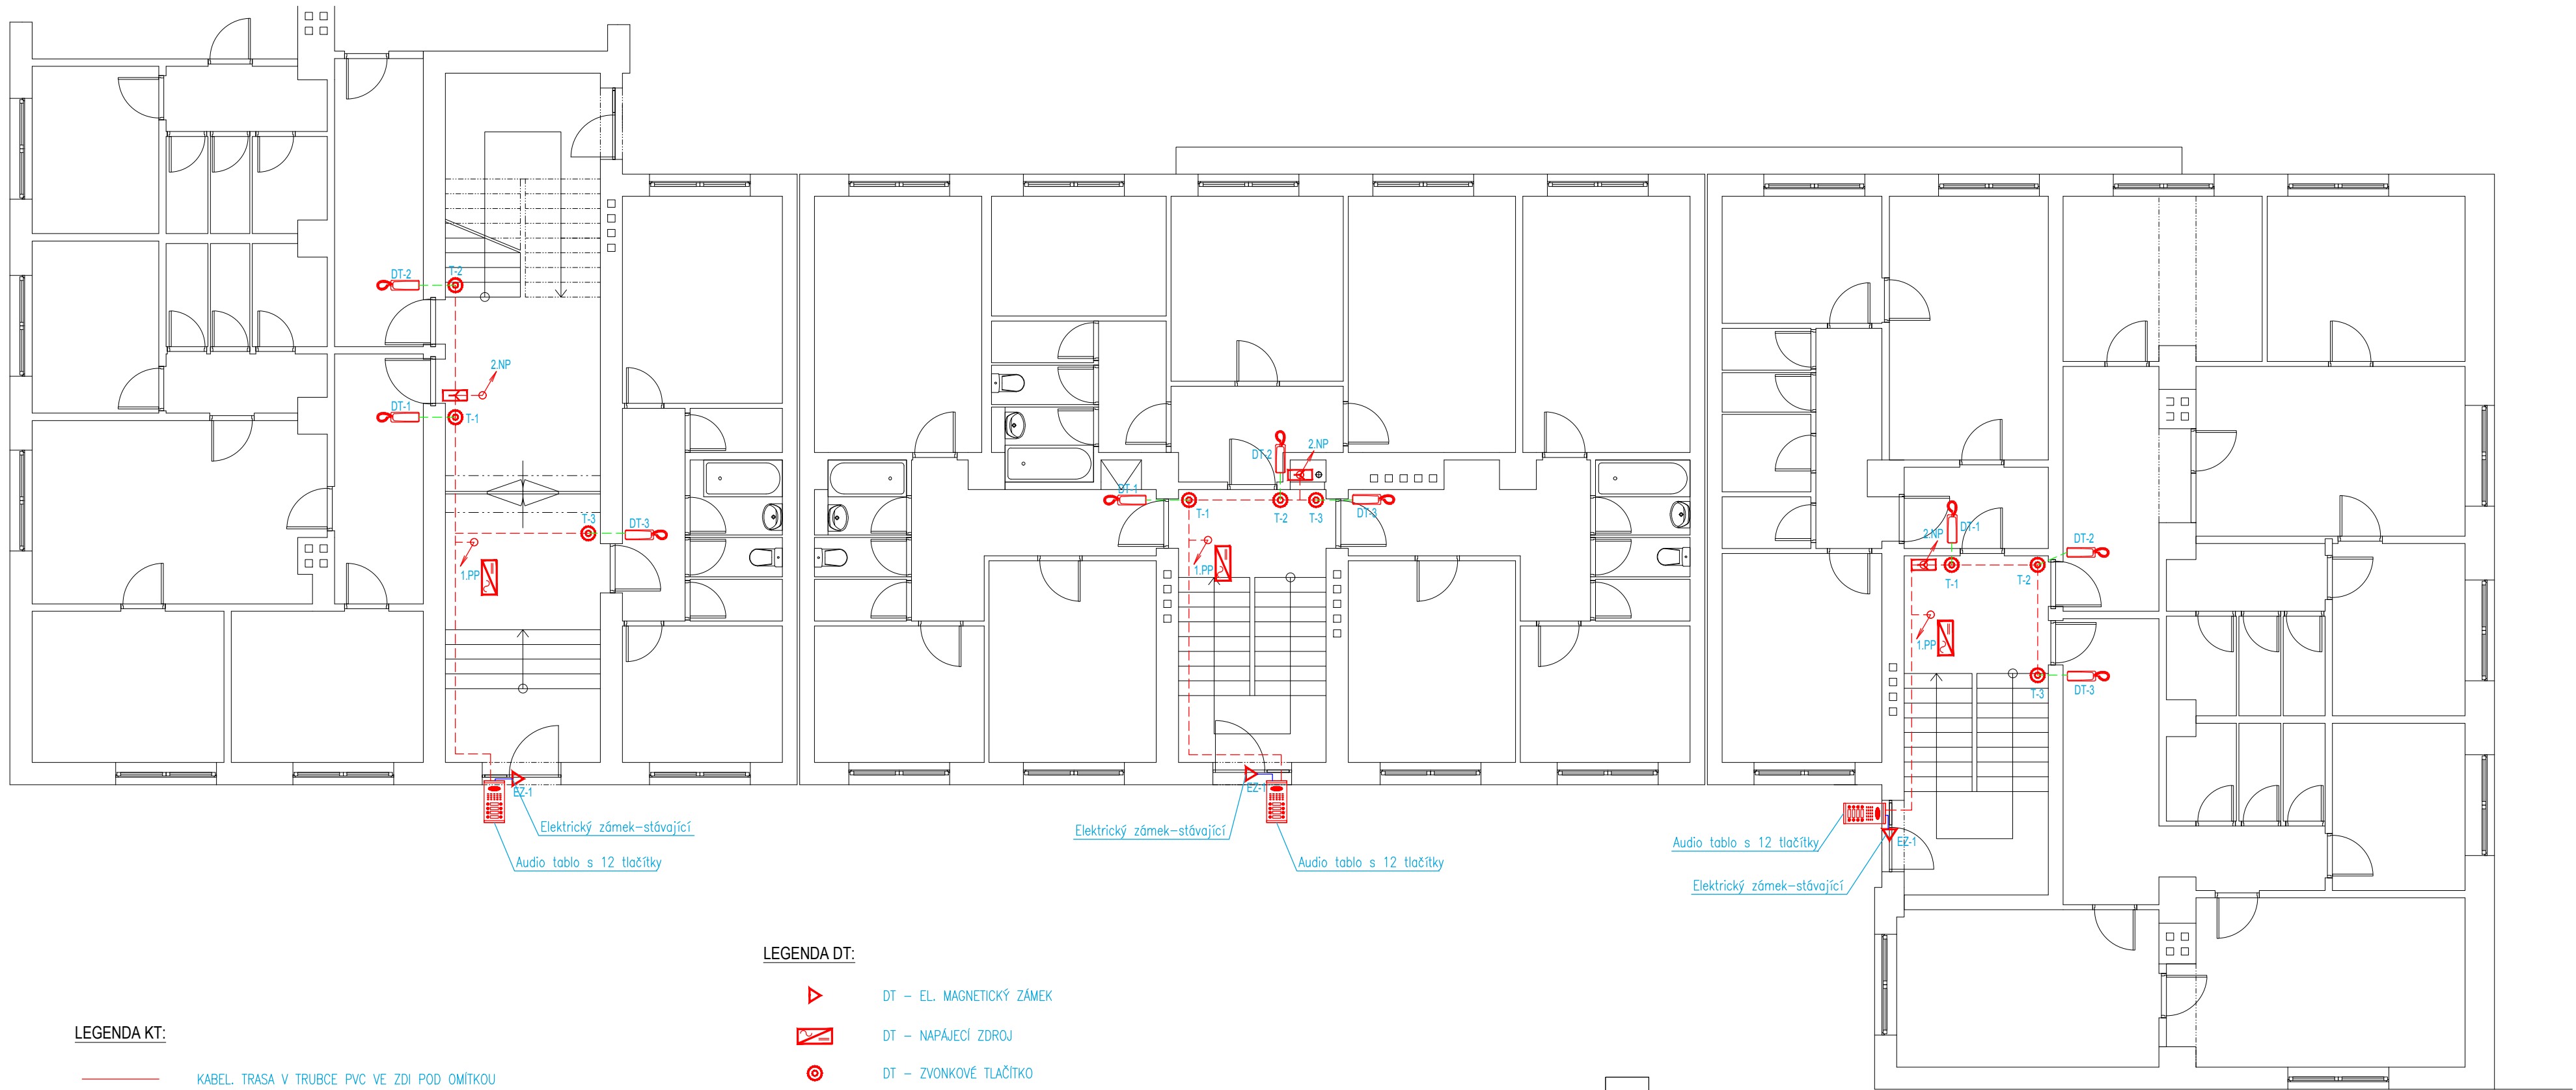 DT-2
T-2
2.NP
DT-1
T-1
T-3
DT-3
1.PP
EZ-1
Elektrický zámek-stávající
Audio tablo s 12 tlačítky
2.NP
DT-2
DT-1
T-1
T-2
T-3
DT-3
1.PP
EZ-1
Elektrický zámek-stávající
Audio tablo s 12 tlačítky
DT-1
2.NP
DT-2
T-1
T-2
1.PP
T-3
DT-3
EZ-1
Audio tablo s 12 tlačítky
Elektrický zámek-stávající
LEGENDA DT:
DT - EL. MAGNETICKÝ ZÁMEK
DT - NAPÁJECÍ ZDROJ
DT - ZVONKOVÉ TLAČÍTKO
LEGENDA KT:
KABEL. TRASA V TRUBCE PVC VE ZDI POD OMÍTKOU